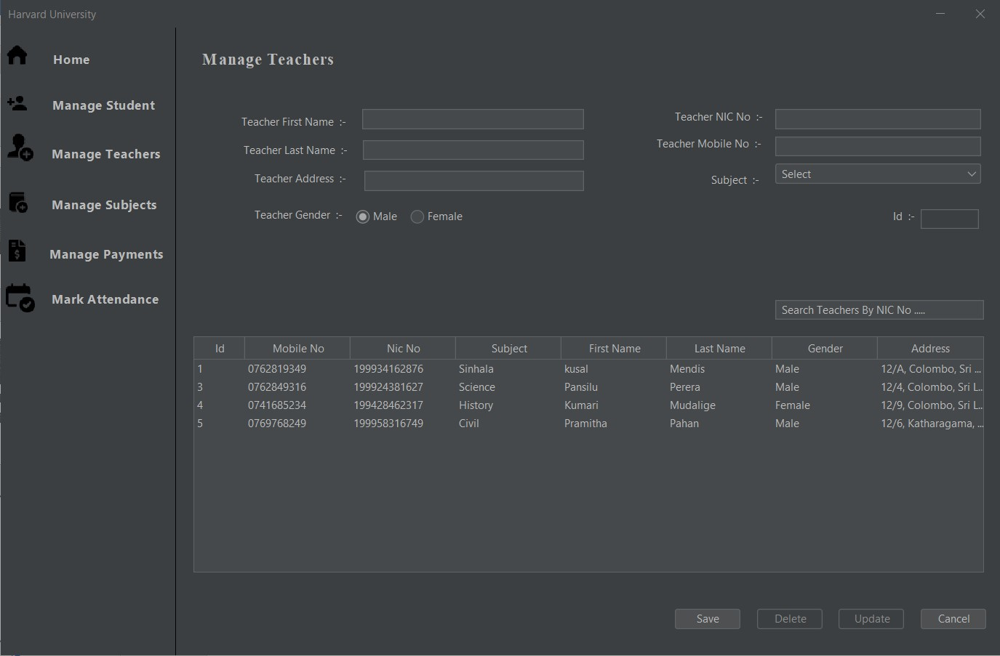 Harvard University
Home
Manage Student
Manage Teachers
Manage Subjects
Manage Payments
Mark Attendance
Manage Teachers
Teacher First Name :-
Teacher Last Name :-
Teacher Address :-
Teacher Gender :- Male Female
Teacher NIC No :-
Teacher Mobile No :-
Subject :- Select
Id :-
Search Teachers By NIC No .....
Id Mobile No Nic No Subject First Name Last Name Gender Address
1 0762819349 199934162876 Sinhala kusal Mendis Male 12/A, Colombo, Sri ...
3 0762849316 199924381627 Science Pansilu Perera Male 12/4, Colombo, Sri L...
4 0741685234 199428462317 History Kumari Mudalige Female 12/9, Colombo, Sri L...
5 0769768249 199958316749 Civil Pramitha Pahan Male 12/6, Katharagama, ...
Save Delete Update Cancel